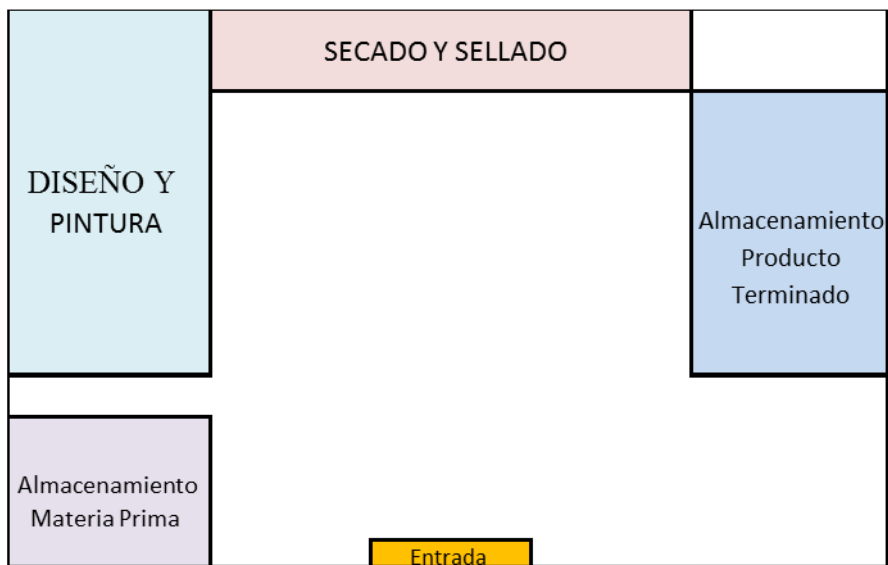 SECADO Y SELLADO
DISEÑO Y
PINTURA
Almacenamiento
Producto
Terminado
Almacenamiento
Materia Prima
Entrada